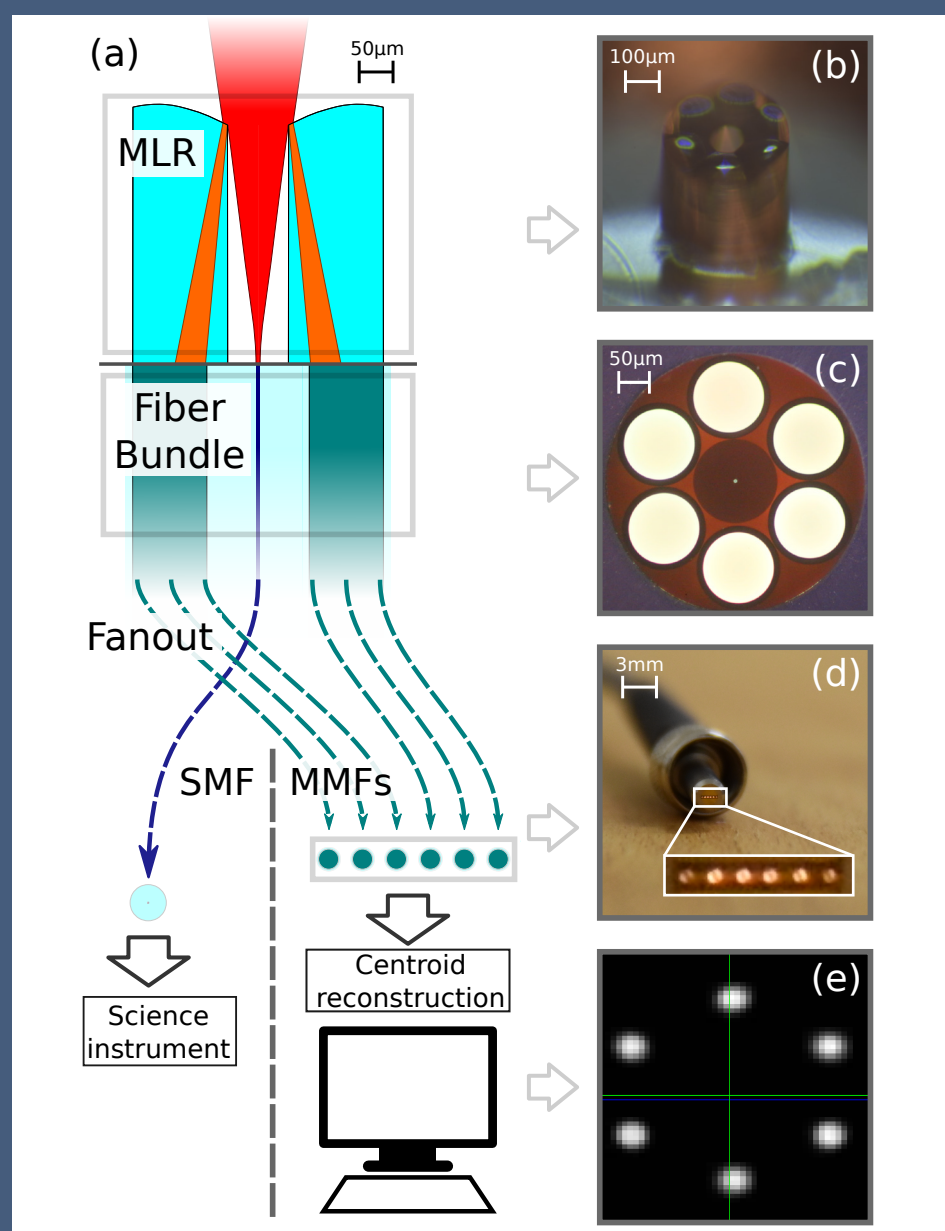 (a)
50µm
MLR
Fiber
Bundle
Fanout
SMF
MMFs
Science
instrument
Centroid
reconstruction
100µm
(b)
50µm
(c)
3mm
(d)
(e)